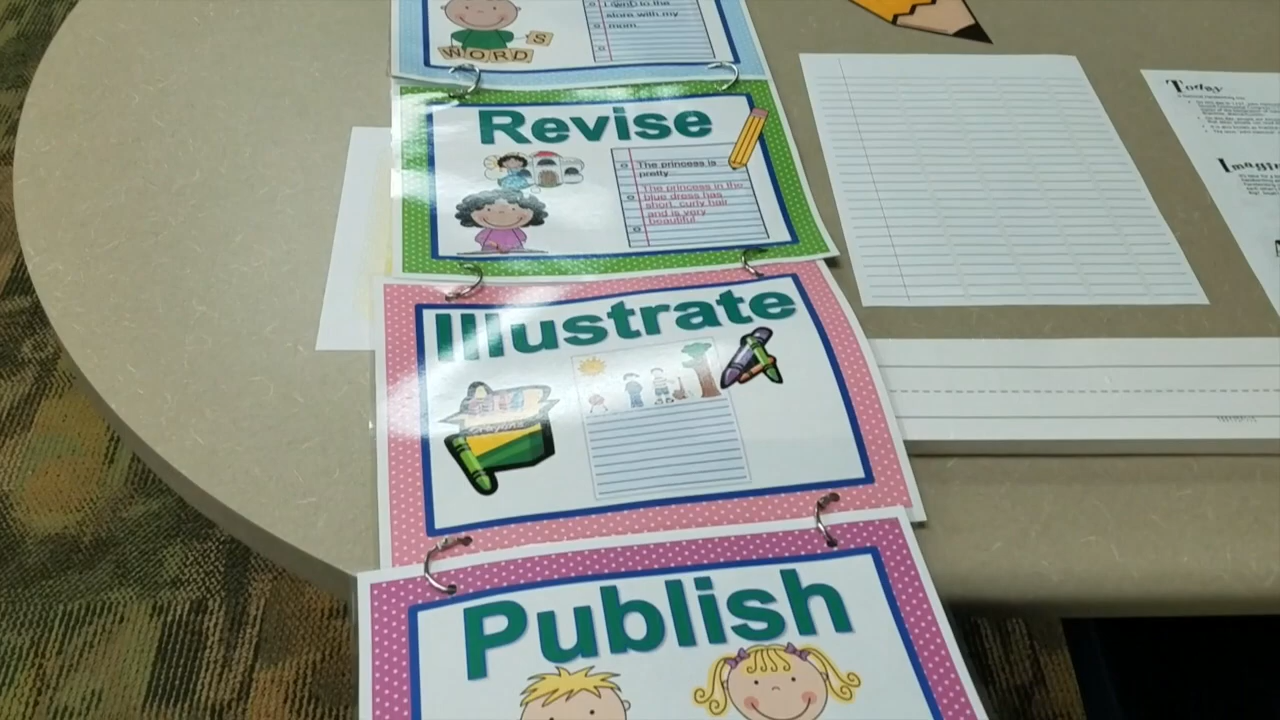 I went to the
store with my
mom.
S
WORD
Revise
The princess is
pretty.
The princess in the
blue dress has
short, curly hair
and is very
beautiful.
Illustrate
Crayons
Publish
Today
Imagine